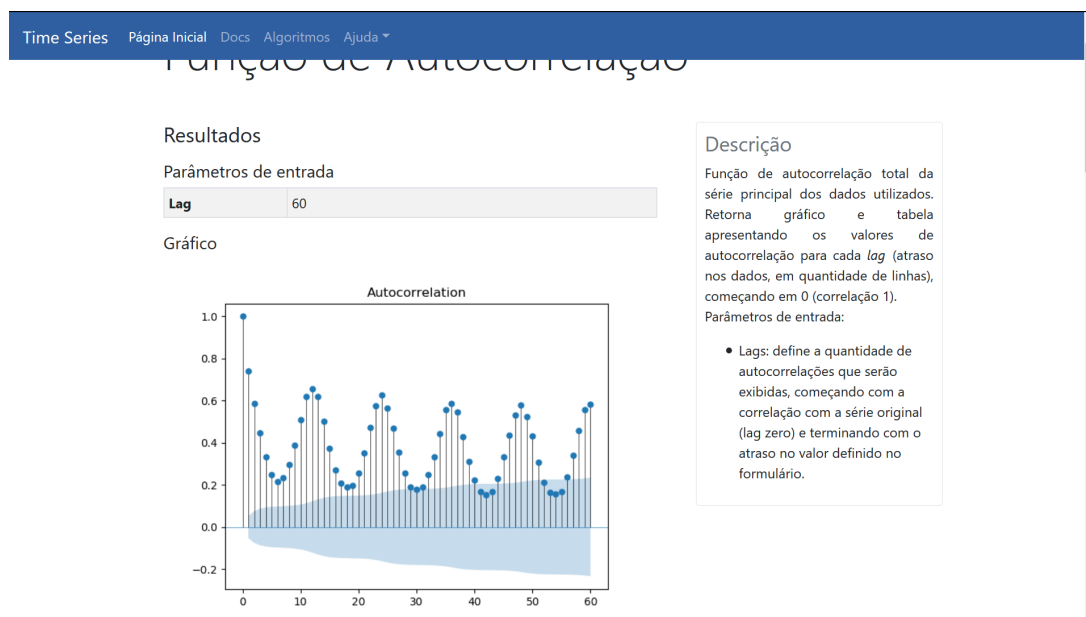 Time Series Página Inicial Docs Algoritmos Ajuda
Função de Autocorrelação
Resultados
Parâmetros de entrada
Lag 60
Gráfico
Autocorrelation
1.0
0.8
0.6
0.4
0.2
0.0
−0.2
0 10 20 30 40 50 60
Descrição
Função de autocorrelação total da
série principal dos dados utilizados.
Retorna gráfico e tabela
apresentando os valores de
autocorrelação para cada lag (atraso
nos dados, em quantidade de linhas),
começando em 0 (correlação 1).
Parâmetros de entrada:
Lags: define a quantidade de
autocorrelações que serão
exibidas, começando com a
correlação com a série original
(lag zero) e terminando com o
atraso no valor definido no
formulário.